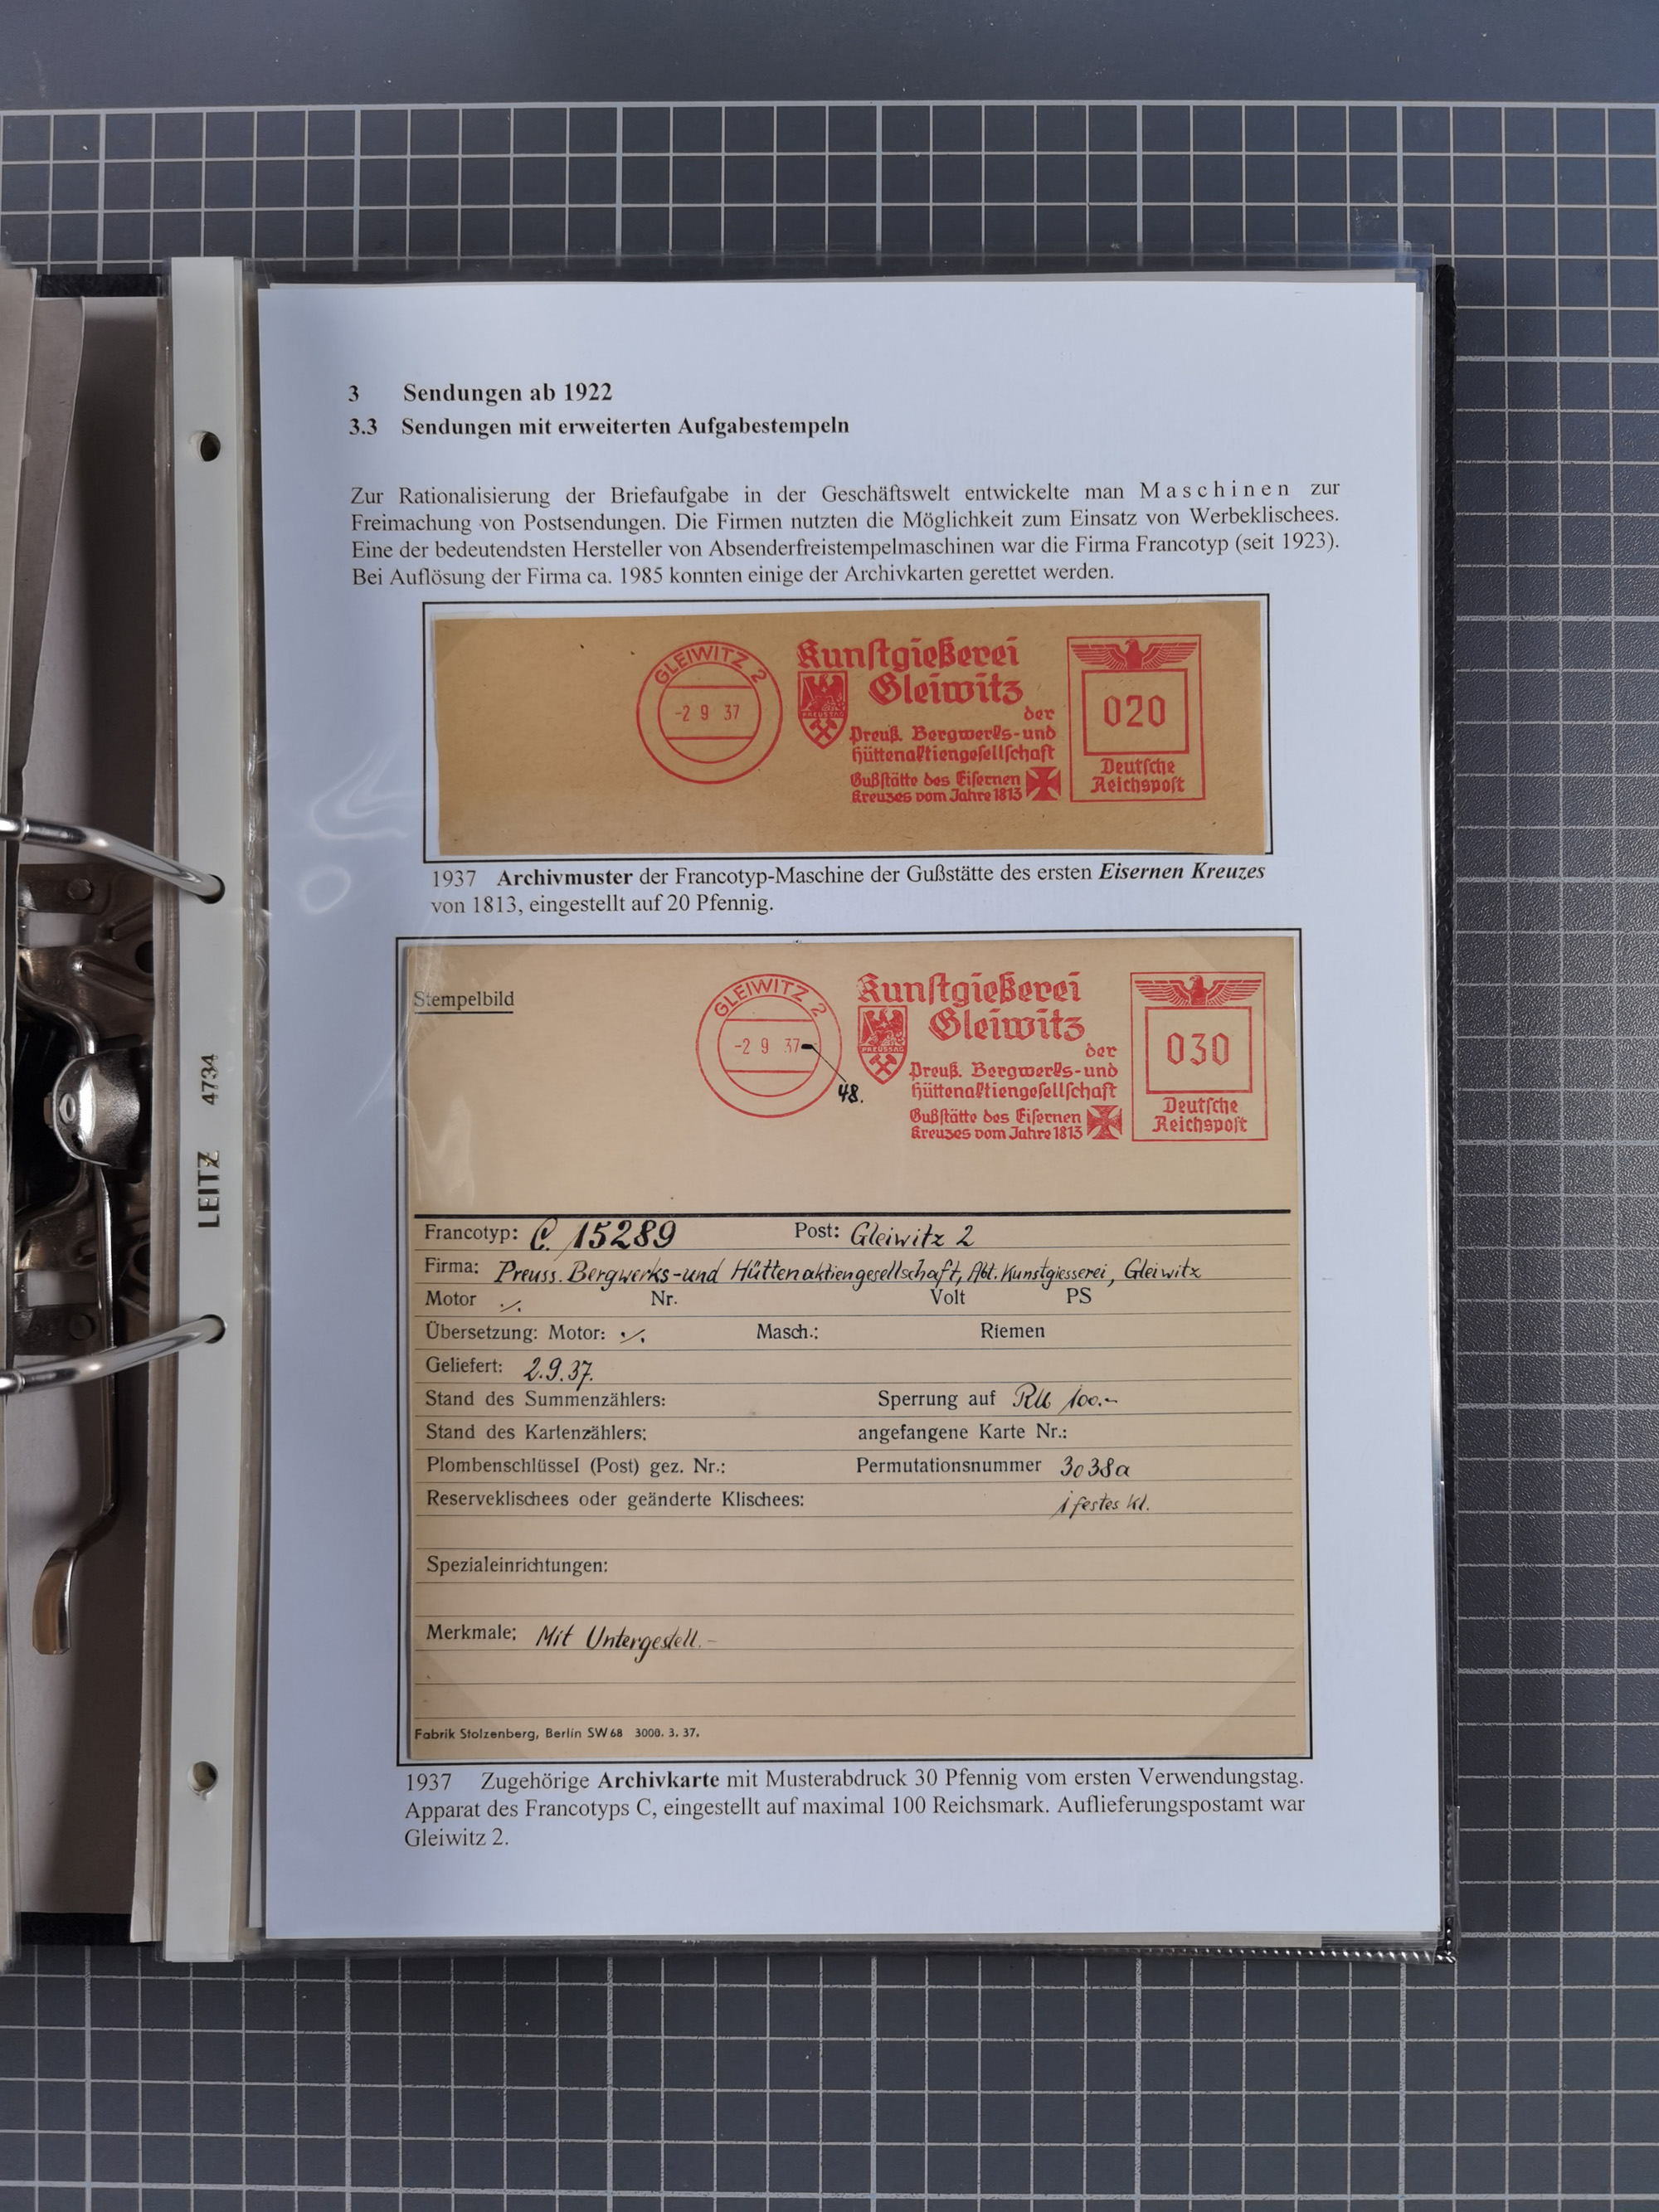 3 Sendungen ab 1922
3.3 Sendungen mit erweiterten Aufgabestempeln
Zur Rationalisierung der Briefaufgabe in der Geschäftswelt entwickelte man Maschinen zur
Freimachung von Postsendungen. Die Firmen nutzten die Möglichkeit zum Einsatz von Werbeklischees.
Eine der bedeutendsten Hersteller von Absenderfreistempelmaschinen war die Firma Francotyp (seit 1923).
Bei Auflösung der Firma ca. 1985 konnten einige der Archivkarten gerettet werden.
GLEIWITZ 2
-2 9 37
Kunstgießerei
Gleiwitz
der
PREUSSAG
Preuß. Bergwerks-und
Hüttenaktiengesellschaft
Gußstätte des Eisernen
Kreuzes vom Jahre 1813
020
Deutsche
Reichspost
1937 Archivmuster der Francotyp-Maschine der Gußstätte des ersten Eisernen Kreuzes
von 1813, eingestellt auf 20 Pfennig.
Stempelbild
GLEIWITZ 2
-2 9 37
48.
Kunstgießerei
Gleiwitz
der
PREUSSAG
Preuß. Bergwerks-und
Hüttenaktiengesellschaft
Gußstätte des Eisernen
Kreuzes vom Jahre 1813
030
Deutsche
Reichspost
Francotyp: C. 15289 Post: Gleiwitz 2
Firma: Preuss. Bergwerks-und Hüttenaktiengesellschaft, Abt. Kunstgiesserei, Gleiwitz
Motor ./. Nr. Volt PS
Übersetzung: Motor: ./. Masch.: Riemen
Geliefert: 2.9.37.
Stand des Summenzählers: Sperrung auf RM 100.-
Stand des Kartenzählers: angefangene Karte Nr.:
Plombenschlüssel (Post) gez. Nr.: Permutationsnummer 3038a
Reserveklischees oder geänderte Klischees: 1 festes Kl.
Spezialeinrichtungen:
Merkmale: Mit Untergestell.-
Fabrik Stolzenberg, Berlin SW 68 3000. 3. 37.
1937 Zugehörige Archivkarte mit Musterabdruck 30 Pfennig vom ersten Verwendungstag.
Apparat des Francotyps C, eingestellt auf maximal 100 Reichsmark. Auflieferungspostamt war
Gleiwitz 2.
LEITZ 4734